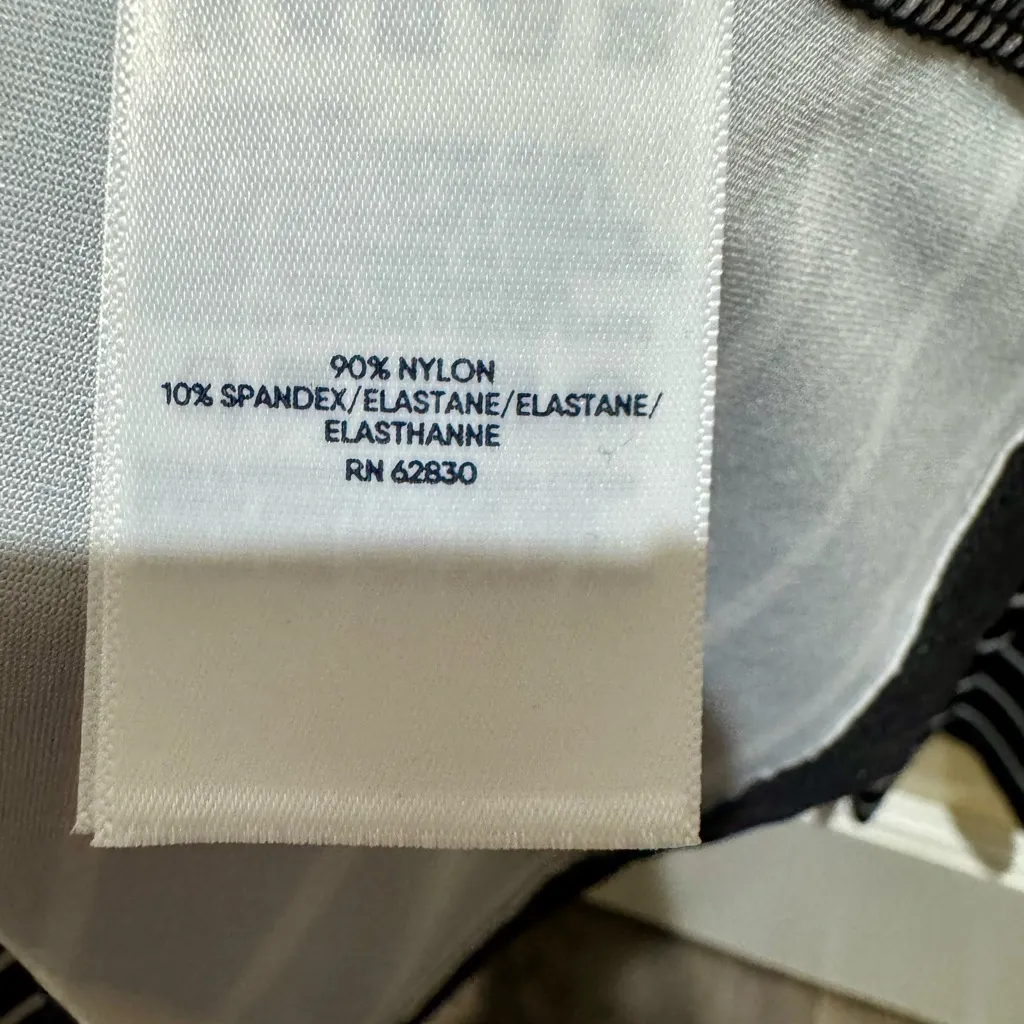 90% NYLON
10% SPANDEX/ELASTANE/ELASTANE/
ELASTHANNE
RN 62830